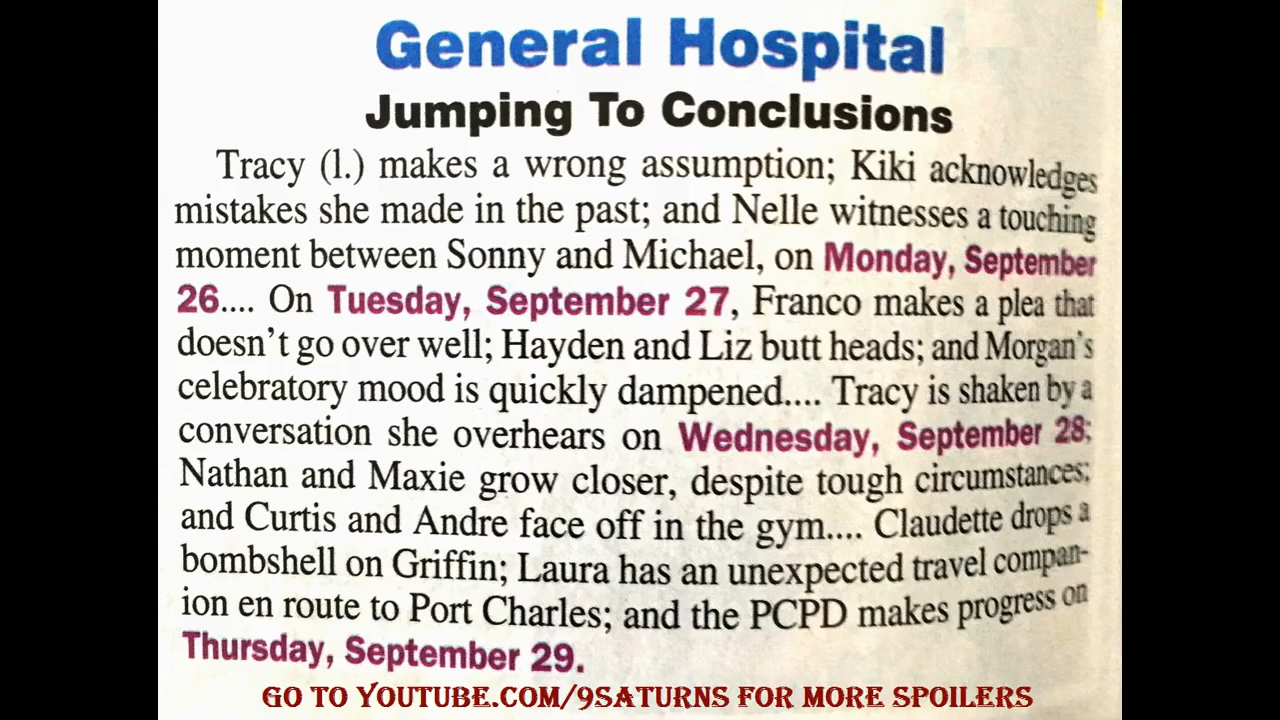 General Hospital
Jumping To Conclusions
Tracy (l.) makes a wrong assumption; Kiki acknowledges
mistakes she made in the past; and Nelle witnesses a touching
moment between Sonny and Michael, on Monday, September
26.... On Tuesday, September 27, Franco makes a plea that
doesn't go over well; Hayden and Liz butt heads; and Morgan's
celebratory mood is quickly dampened.... Tracy is shaken by a
conversation she overhears on Wednesday, September 28;
Nathan and Maxie grow closer, despite tough circumstances;
and Curtis and Andre face off in the gym.... Claudette drops a
bombshell on Griffin; Laura has an unexpected travel compan-
ion en route to Port Charles; and the PCPD makes progress on
Thursday, September 29.
GO TO YOUTUBE.COM/9SATURNS FOR MORE SPOILERS